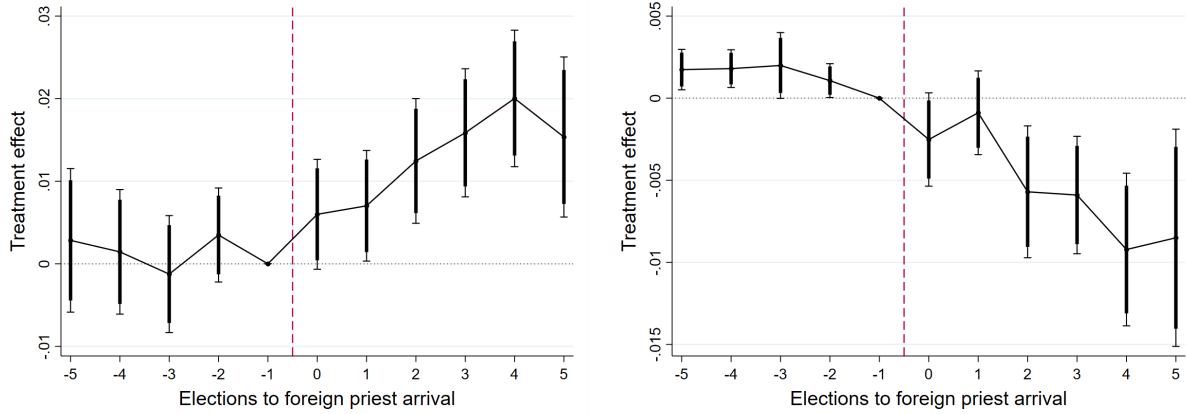 .03
.02
.01
0
-.01
Treatment effect
-5 -4 -3 -2 -1 0 1 2 3 4 5
Elections to foreign priest arrival
.005
0
-.005
-.01
-.015
Treatment effect
-5 -4 -3 -2 -1 0 1 2 3 4 5
Elections to foreign priest arrival